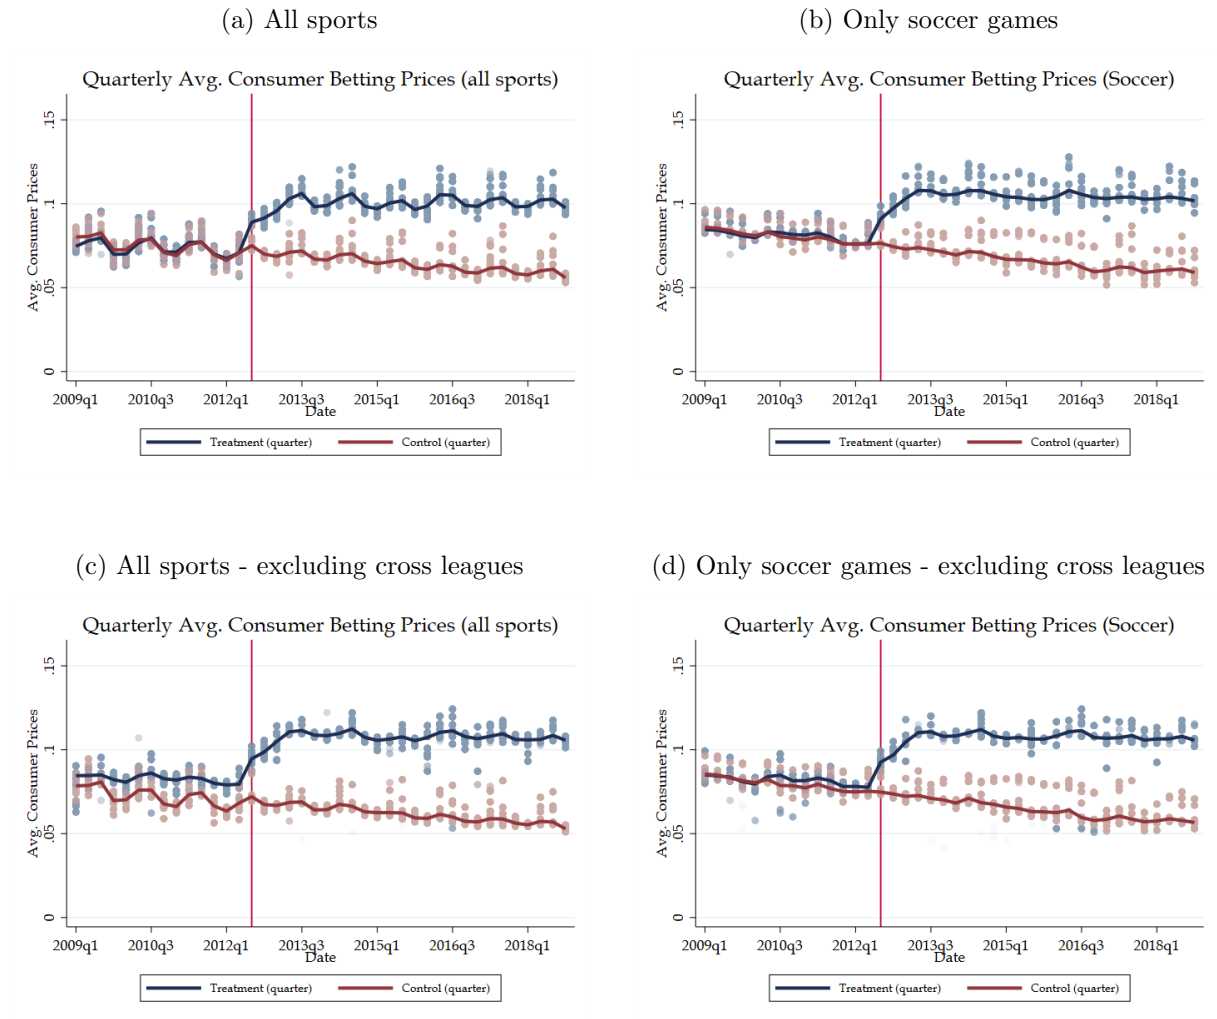 (a) All sports
Quarterly Avg. Consumer Betting Prices (all sports)
Avg. Consumer Prices
.15
.1
.05
0
2009q1 2010q3 2012q1 2013q3 2015q1 2016q3 2018q1
Date
Treatment (quarter) Control (quarter)
(b) Only soccer games
Quarterly Avg. Consumer Betting Prices (Soccer)
Avg. Consumer Prices
.15
.1
.05
0
2009q1 2010q3 2012q1 2013q3 2015q1 2016q3 2018q1
Date
Treatment (quarter) Control (quarter)
(c) All sports - excluding cross leagues
Quarterly Avg. Consumer Betting Prices (all sports)
Avg. Consumer Prices
.15
.1
.05
0
2009q1 2010q3 2012q1 2013q3 2015q1 2016q3 2018q1
Date
Treatment (quarter) Control (quarter)
(d) Only soccer games - excluding cross leagues
Quarterly Avg. Consumer Betting Prices (Soccer)
Avg. Consumer Prices
.15
.1
.05
0
2009q1 2010q3 2012q1 2013q3 2015q1 2016q3 2018q1
Date
Treatment (quarter) Control (quarter)